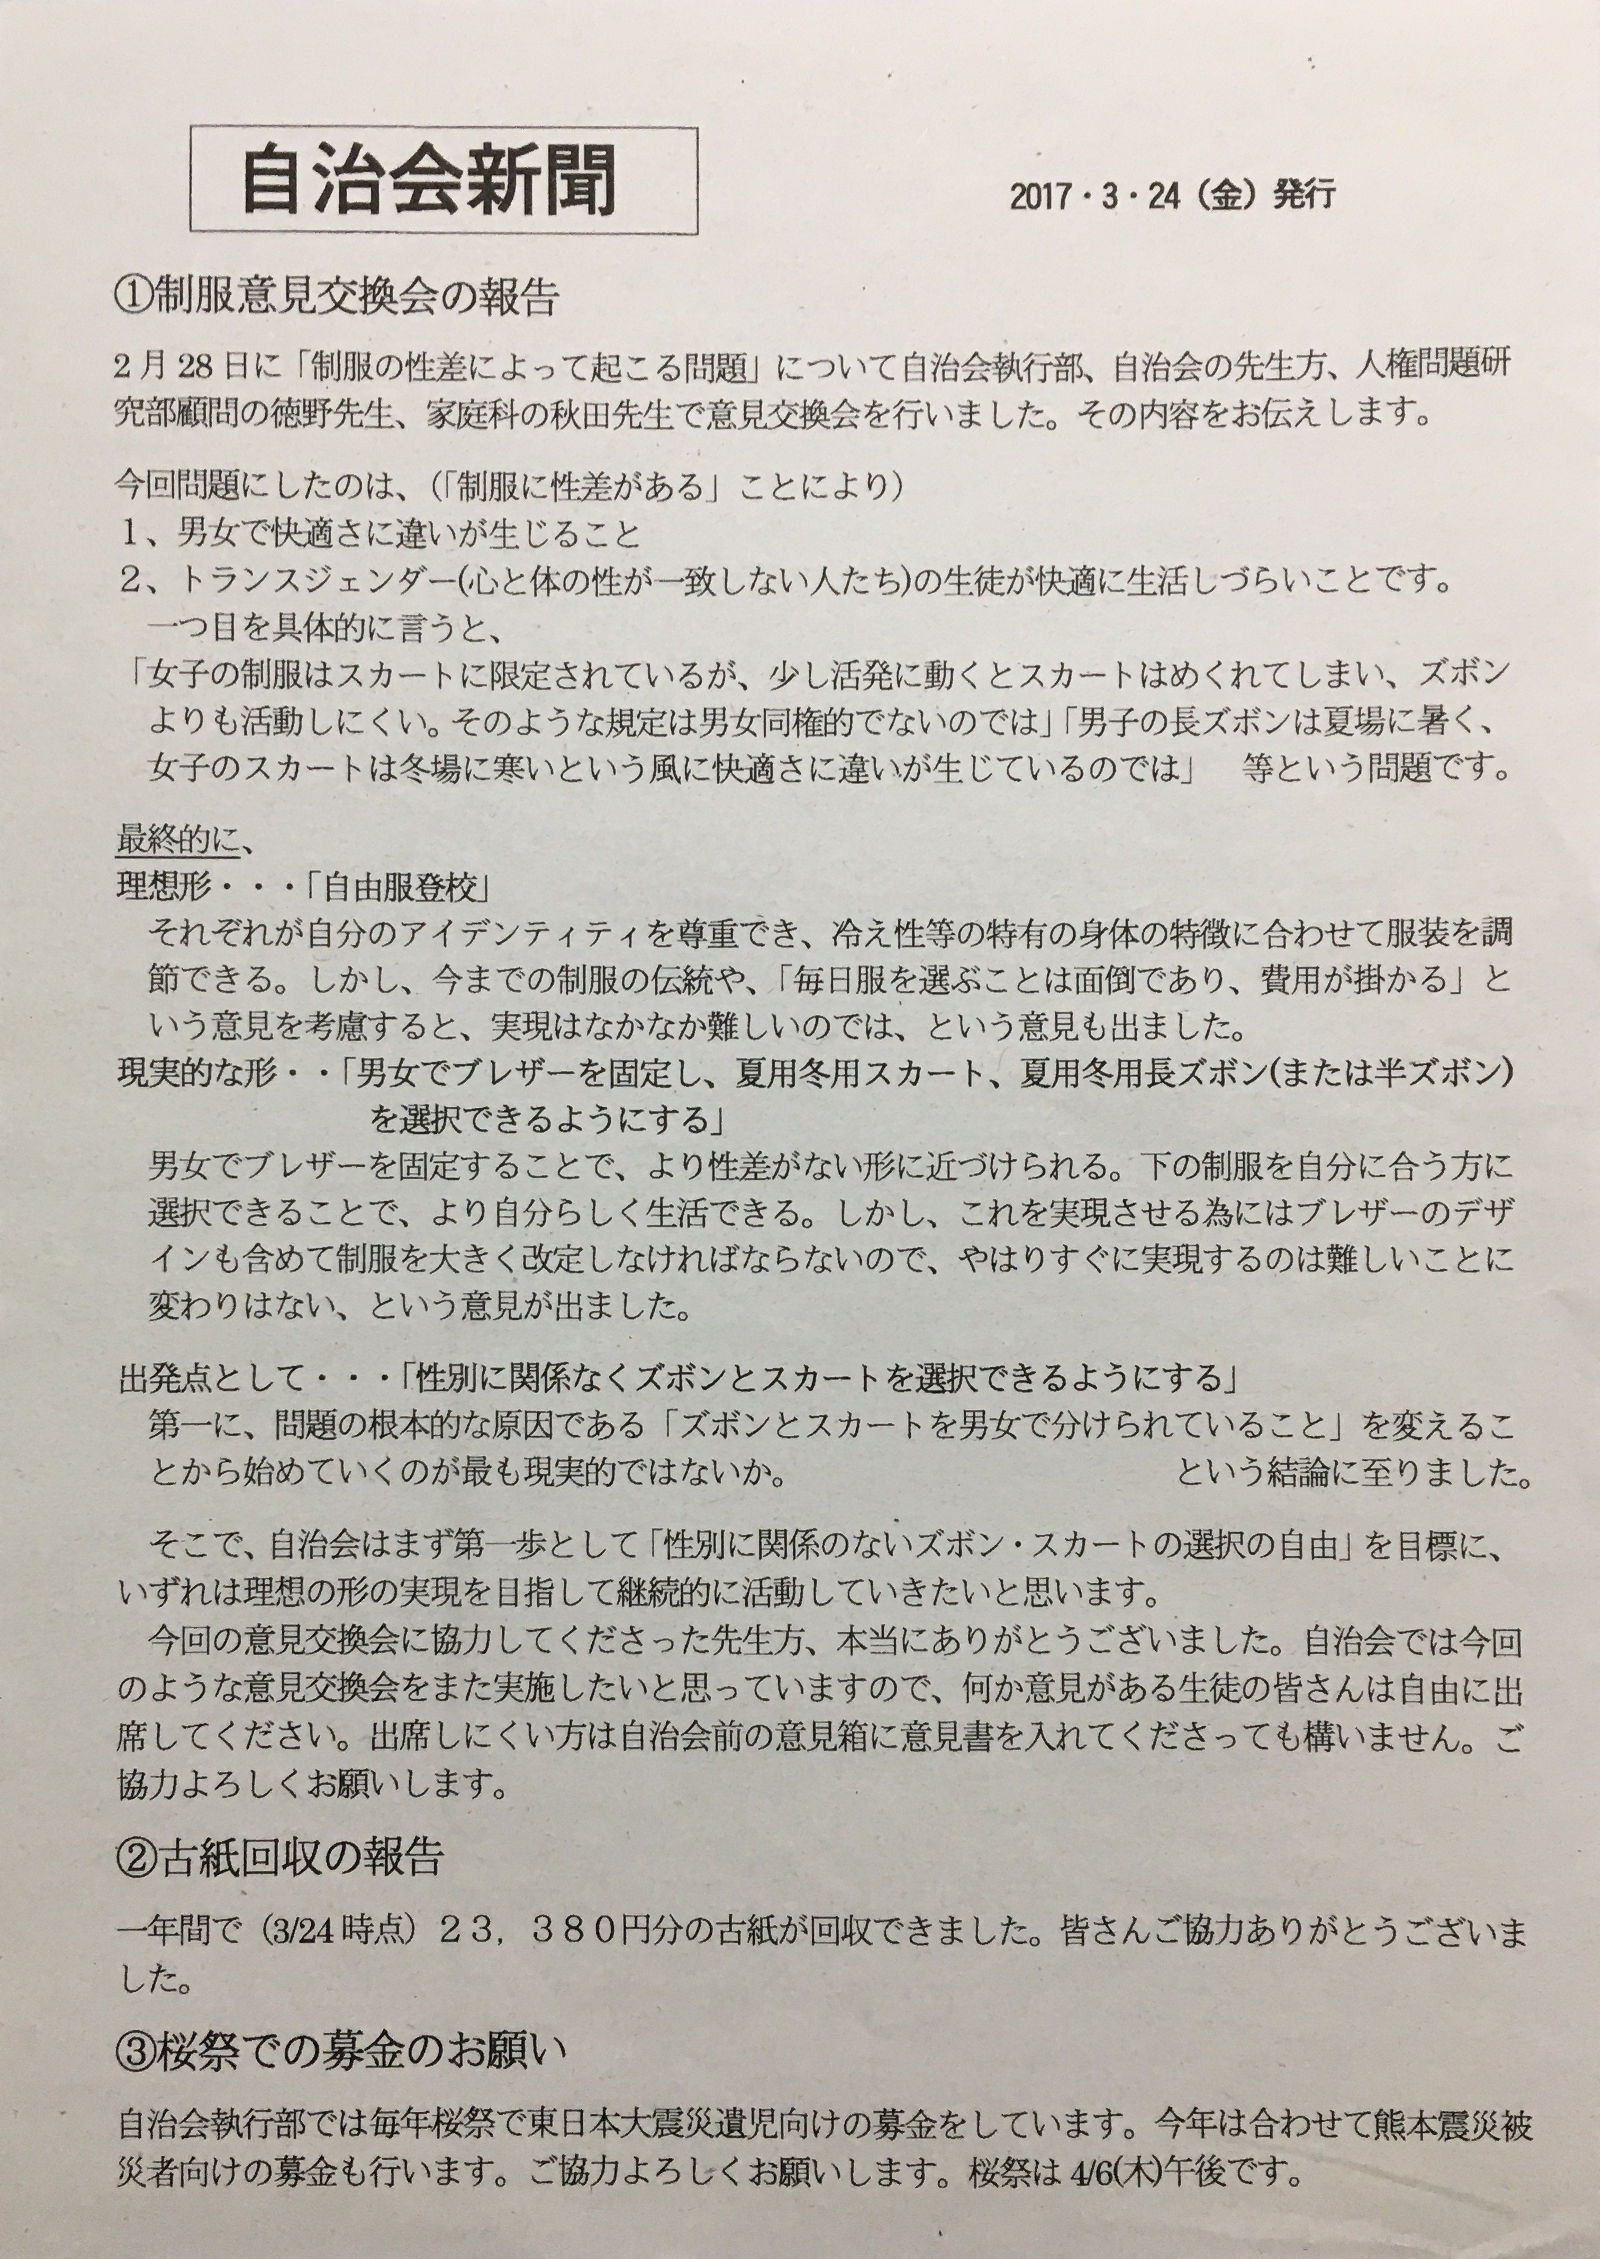 自治会新聞
2017・3・24（金）発行
①制服意見交換会の報告
2月28日に「制服の性差によって起こる問題」について自治会執行部、自治会の先生方、人権問題研
究部顧問の徳野先生、家庭科の秋田先生で意見交換会を行いました。その内容をお伝えします。
今回問題にしたのは、（「制服に性差がある」ことにより）
１、男女で快適さに違いが生じること
２、トランスジェンダー(心と体の性が一致しない人たち)の生徒が快適に生活しづらいことです。
一つ目を具体的に言うと、
「女子の制服はスカートに限定されているが、少し活発に動くとスカートはめくれてしまい、ズボン
よりも活動しにくい。そのような規定は男女同権的でないのでは」「男子の長ズボンは夏場に暑く、
女子のスカートは冬場に寒いという風に快適さに違いが生じているのでは」　等という問題です。
最終的に、
理想形・・・「自由服登校」
それぞれが自分のアイデンティティを尊重でき、冷え性等の特有の身体の特徴に合わせて服装を調
節できる。しかし、今までの制服の伝統や、「毎日服を選ぶことは面倒であり、費用が掛かる」と
いう意見を考慮すると、実現はなかなか難しいのでは、という意見も出ました。
現実的な形・・「男女でブレザーを固定し、夏用冬用スカート、夏用冬用長ズボン(または半ズボン)
を選択できるようにする」
男女でブレザーを固定することで、より性差がない形に近づけられる。下の制服を自分に合う方に
選択できることで、より自分らしく生活できる。しかし、これを実現させる為にはブレザーのデザ
インも含めて制服を大きく改定しなければならないので、やはりすぐに実現するのは難しいことに
変わりはない、という意見が出ました。
出発点として・・・「性別に関係なくズボンとスカートを選択できるようにする」
第一に、問題の根本的な原因である「ズボンとスカートを男女で分けられていること」を変えるこ
とから始めていくのが最も現実的ではないか。　という結論に至りました。
そこで、自治会はまず第一歩として「性別に関係のないズボン・スカートの選択の自由」を目標に、
いずれは理想の形の実現を目指して継続的に活動していきたいと思います。
今回の意見交換会に協力してくださった先生方、本当にありがとうございました。自治会では今回
のような意見交換会をまた実施したいと思っていますので、何か意見がある生徒の皆さんは自由に出
席してください。出席しにくい方は自治会前の意見箱に意見書を入れてくださっても構いません。ご
協力よろしくお願いします。
②古紙回収の報告
一年間で（3/24 時点）２３，３８０円分の古紙が回収できました。皆さんご協力ありがとうございま
した。
③桜祭での募金のお願い
自治会執行部では毎年桜祭で東日本大震災遺児向けの募金をしています。今年は合わせて熊本震災被
災者向けの募金も行います。ご協力よろしくお願いします。桜祭は 4/6(木)午後です。